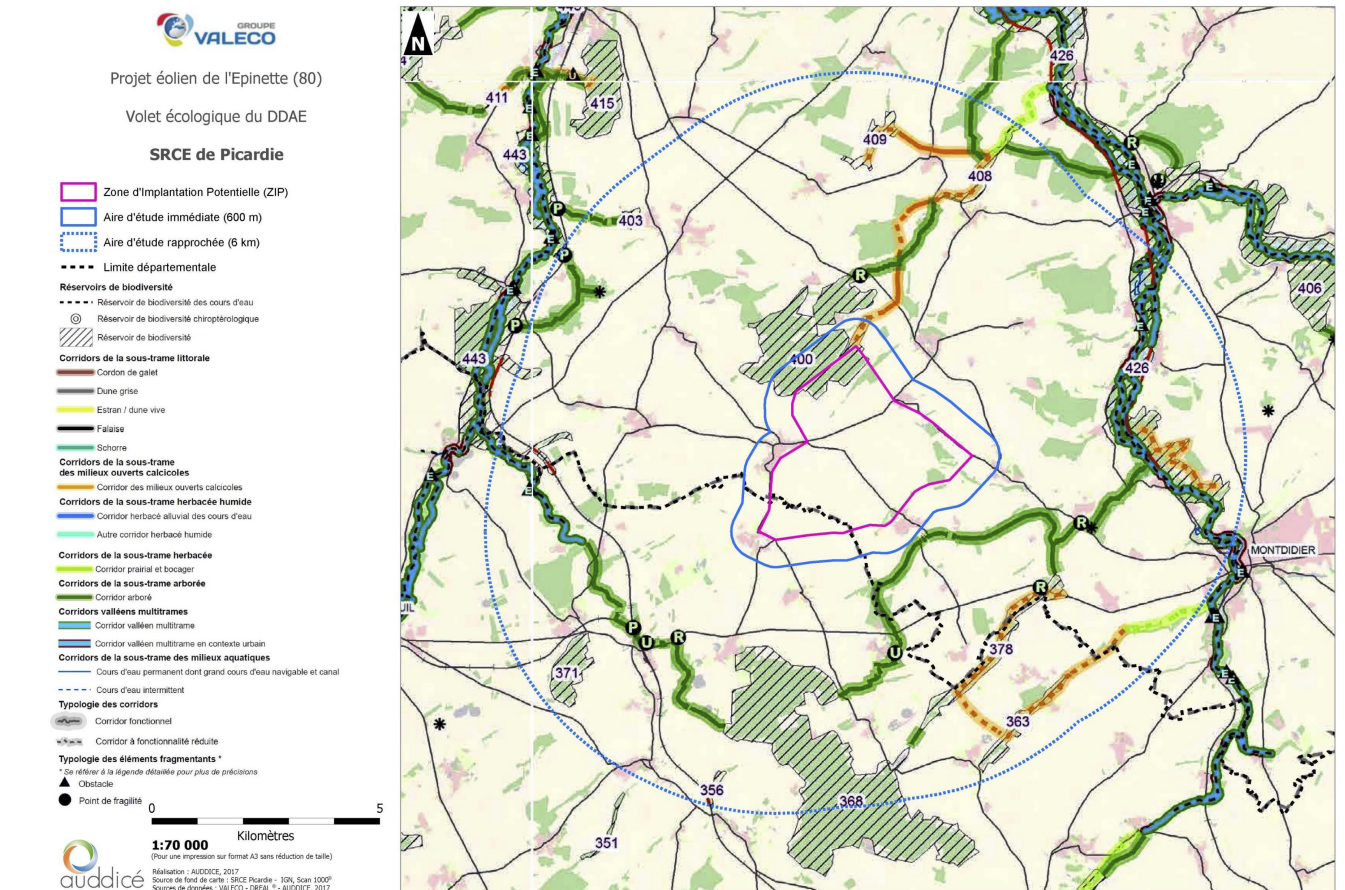 GROUPE
VALECO
Projet éolien de l'Epinette (80)
Volet écologique du DDAE
SRCE de Picardie
Zone d'Implantation Potentielle (ZIP)
Aire d'étude immédiate (600 m)
Aire d'étude rapprochée (6 km)
Limite départementale
Réservoirs de biodiversité
Réservoir de biodiversité des cours d'eau
Réservoir de biodiversité chiroptérologique
Réservoir de biodiversité
Corridors de la sous-trame littorale
Cordon de galet
Dune grise
Estran / dune vive
Falaise
Schorre
Corridors de la sous-trame
des milieux ouverts calcicoles
Corridor des milieux ouverts calcicoles
Corridors de la sous-trame herbacée humide
Corridor herbacé alluvial des cours d'eau
Autre corridor herbacé humide
Corridors de la sous-trame herbacée
Corridor prairial et bocager
Corridors de la sous-trame arborée
Corridor arboré
Corridors valléens multitrames
Corridor valléen multitrame
Corridor valléen multitrame en contexte urbain
Corridors de la sous-trame des milieux aquatiques
Cours d'eau permanent dont grand cours d'eau navigable et canal
Cours d'eau intermittent
Typologie des corridors
Corridor fonctionnel
Corridor à fonctionnalité réduite
Typologie des éléments fragmentants *
* Se référer à la légende détaillée pour plus de précisions
Obstacle
Point de fragilité
0 5
Kilomètres
1:70 000
(Pour une impression sur format A3 sans réduction de taille)
auddicé
Réalisation : AUDDICE, 2017
Source de fond de carte : SRCE Picardie - IGN, Scan 1000®
Sources de données : VALECO - DREAL ® - AUDDICE, 2017
N
426
E
U
411
415
E
409
E
R
443
E
408
U
E
P
403
E
E
P
R
406
E
P
E
443
400
426
E
E
R
MONTDIDIER
E
R
E
P
U
R
378
U
371
E
363
356
368
351